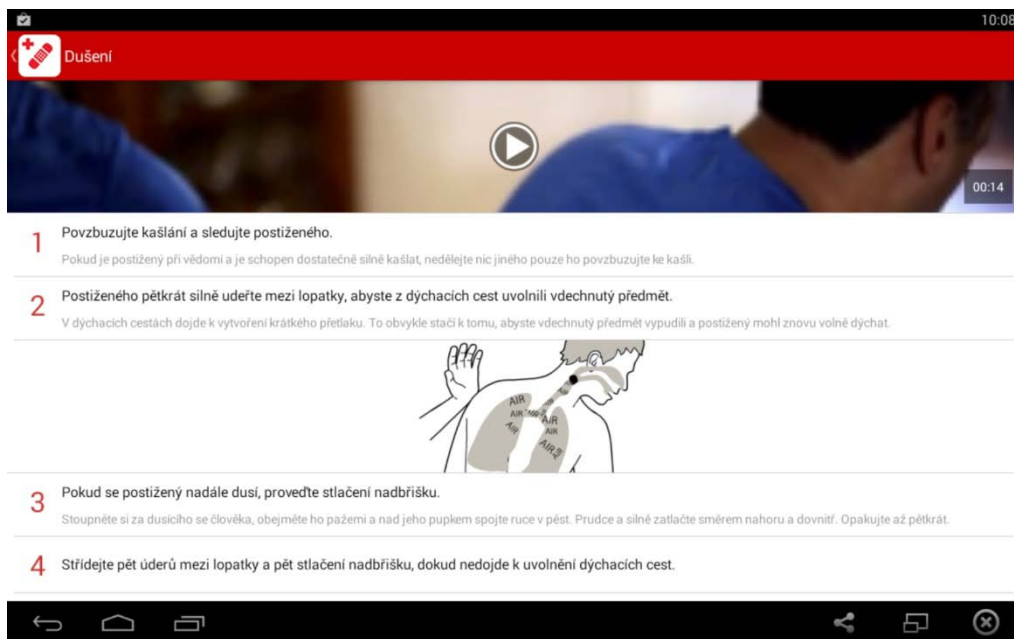 10:08
Dušení
00:14
1
Povzbuzujte kašlání a sledujte postiženého.
Pokud je postižený při vědomí a je schopen dostatečně silně kašlat, nedělejte nic jiného pouze ho povzbuzujte ke kašli.
2
Postiženého pětkrát silně udeřte mezi lopatky, abyste z dýchacích cest uvolnili vdechnutý předmět.
V dýchacích cestách dojde k vytvoření krátkého přetlaku. To obvykle stačí k tomu, abyste vdechnutý předmět vypudili a postižený mohl znovu volně dýchat.
AIR
AIR
AIR
AIR
AIR
AIR
3
Pokud se postižený nadále dusí, proveďte stlačení nadbřišku.
Stoupněte si za dusícího se člověka, obejměte ho pažemi a nad jeho pupkem spojte ruce v pěst. Prudce a silně zatlačte směrem nahoru a dovnitř. Opakujte až pětkrát.
4
Střídejte pět úderů mezi lopatky a pět stlačení nadbřišku, dokud nedojde k uvolnění dýchacích cest.